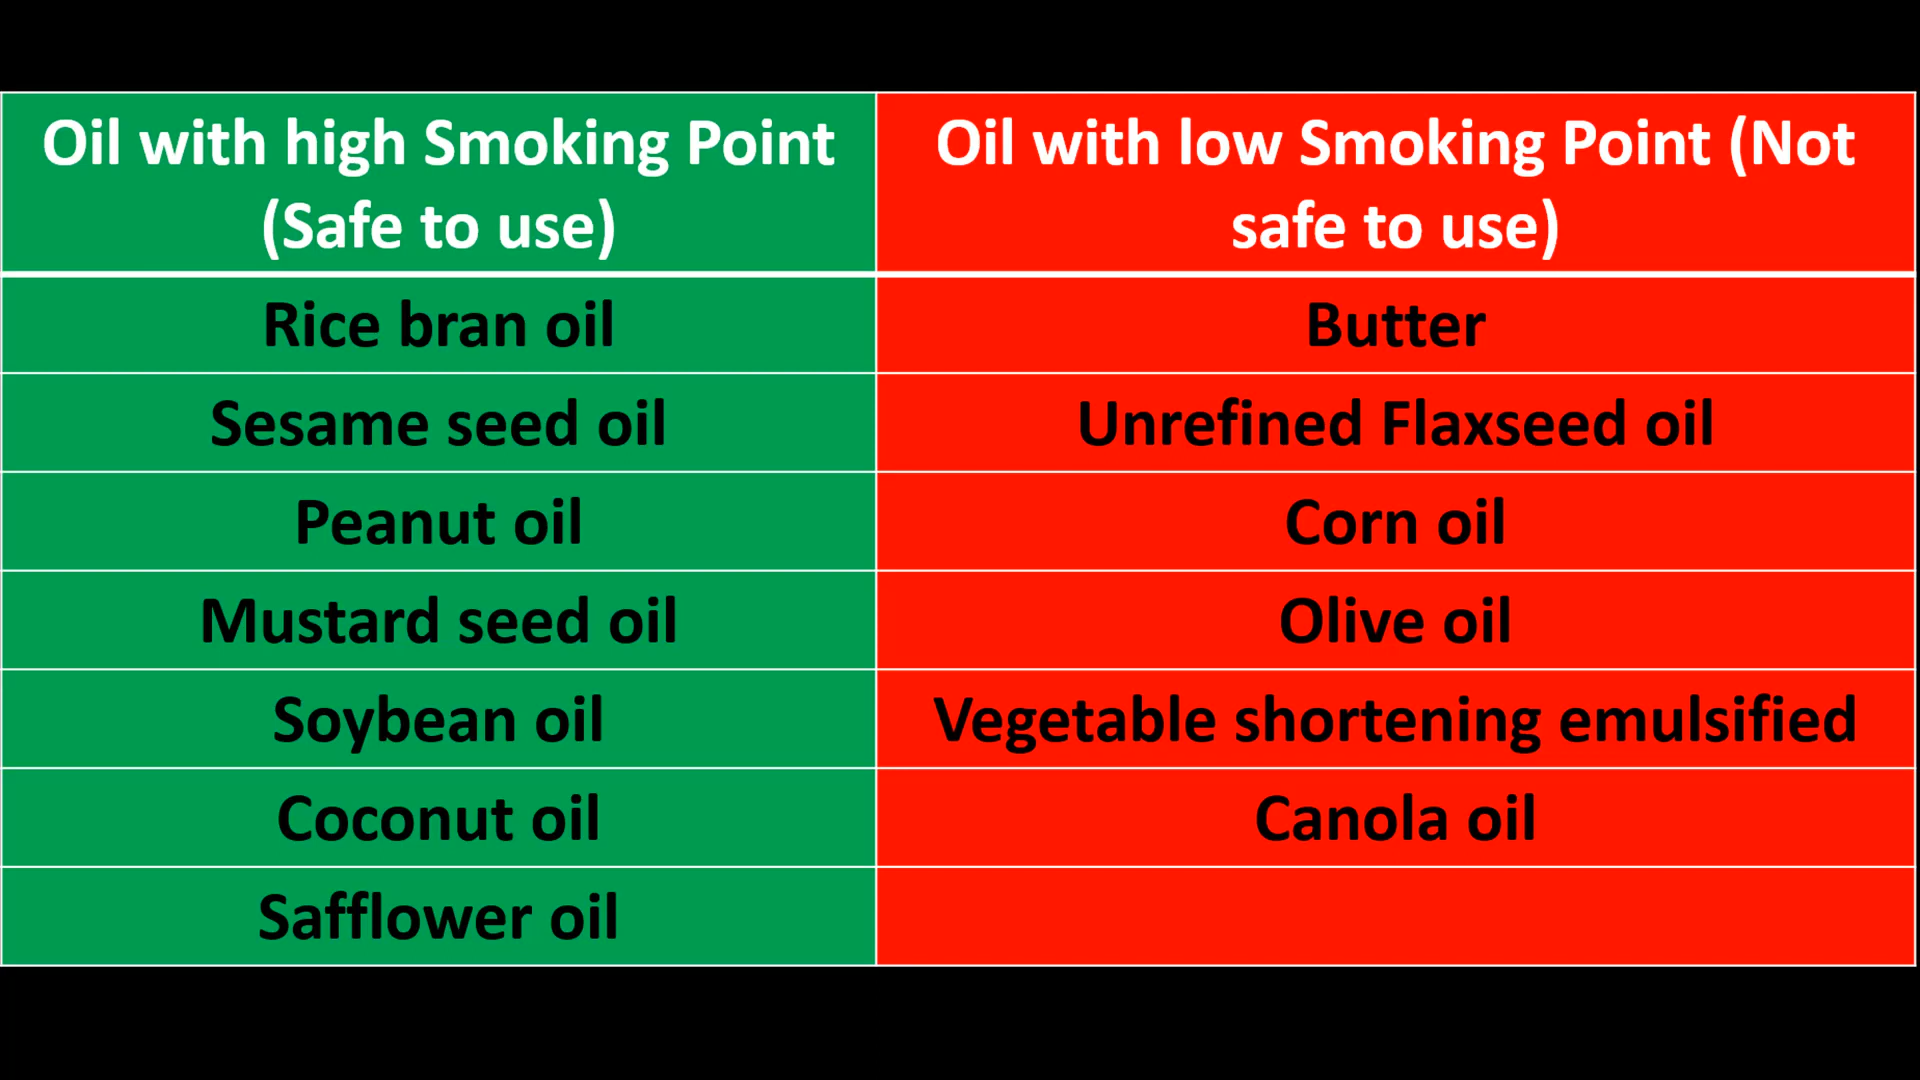 Oil with high Smoking Point
(Safe to use)
Oil with low Smoking Point (Not
safe to use)
Rice bran oil
Butter
Sesame seed oil
Unrefined Flaxseed oil
Peanut oil
Corn oil
Mustard seed oil
Olive oil
Soybean oil
Vegetable shortening emulsified
Coconut oil
Canola oil
Safflower oil